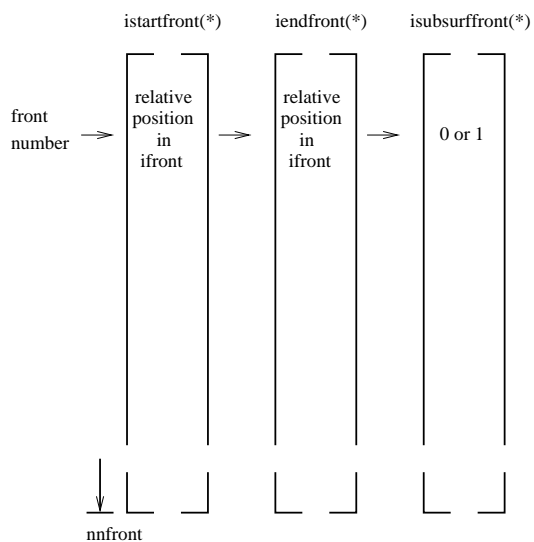 istartfront(*) iendfront(*) isubsurffront(*)
front
number
relative
position
in
ifront
relative
position
in
ifront
0 or 1
nnfront